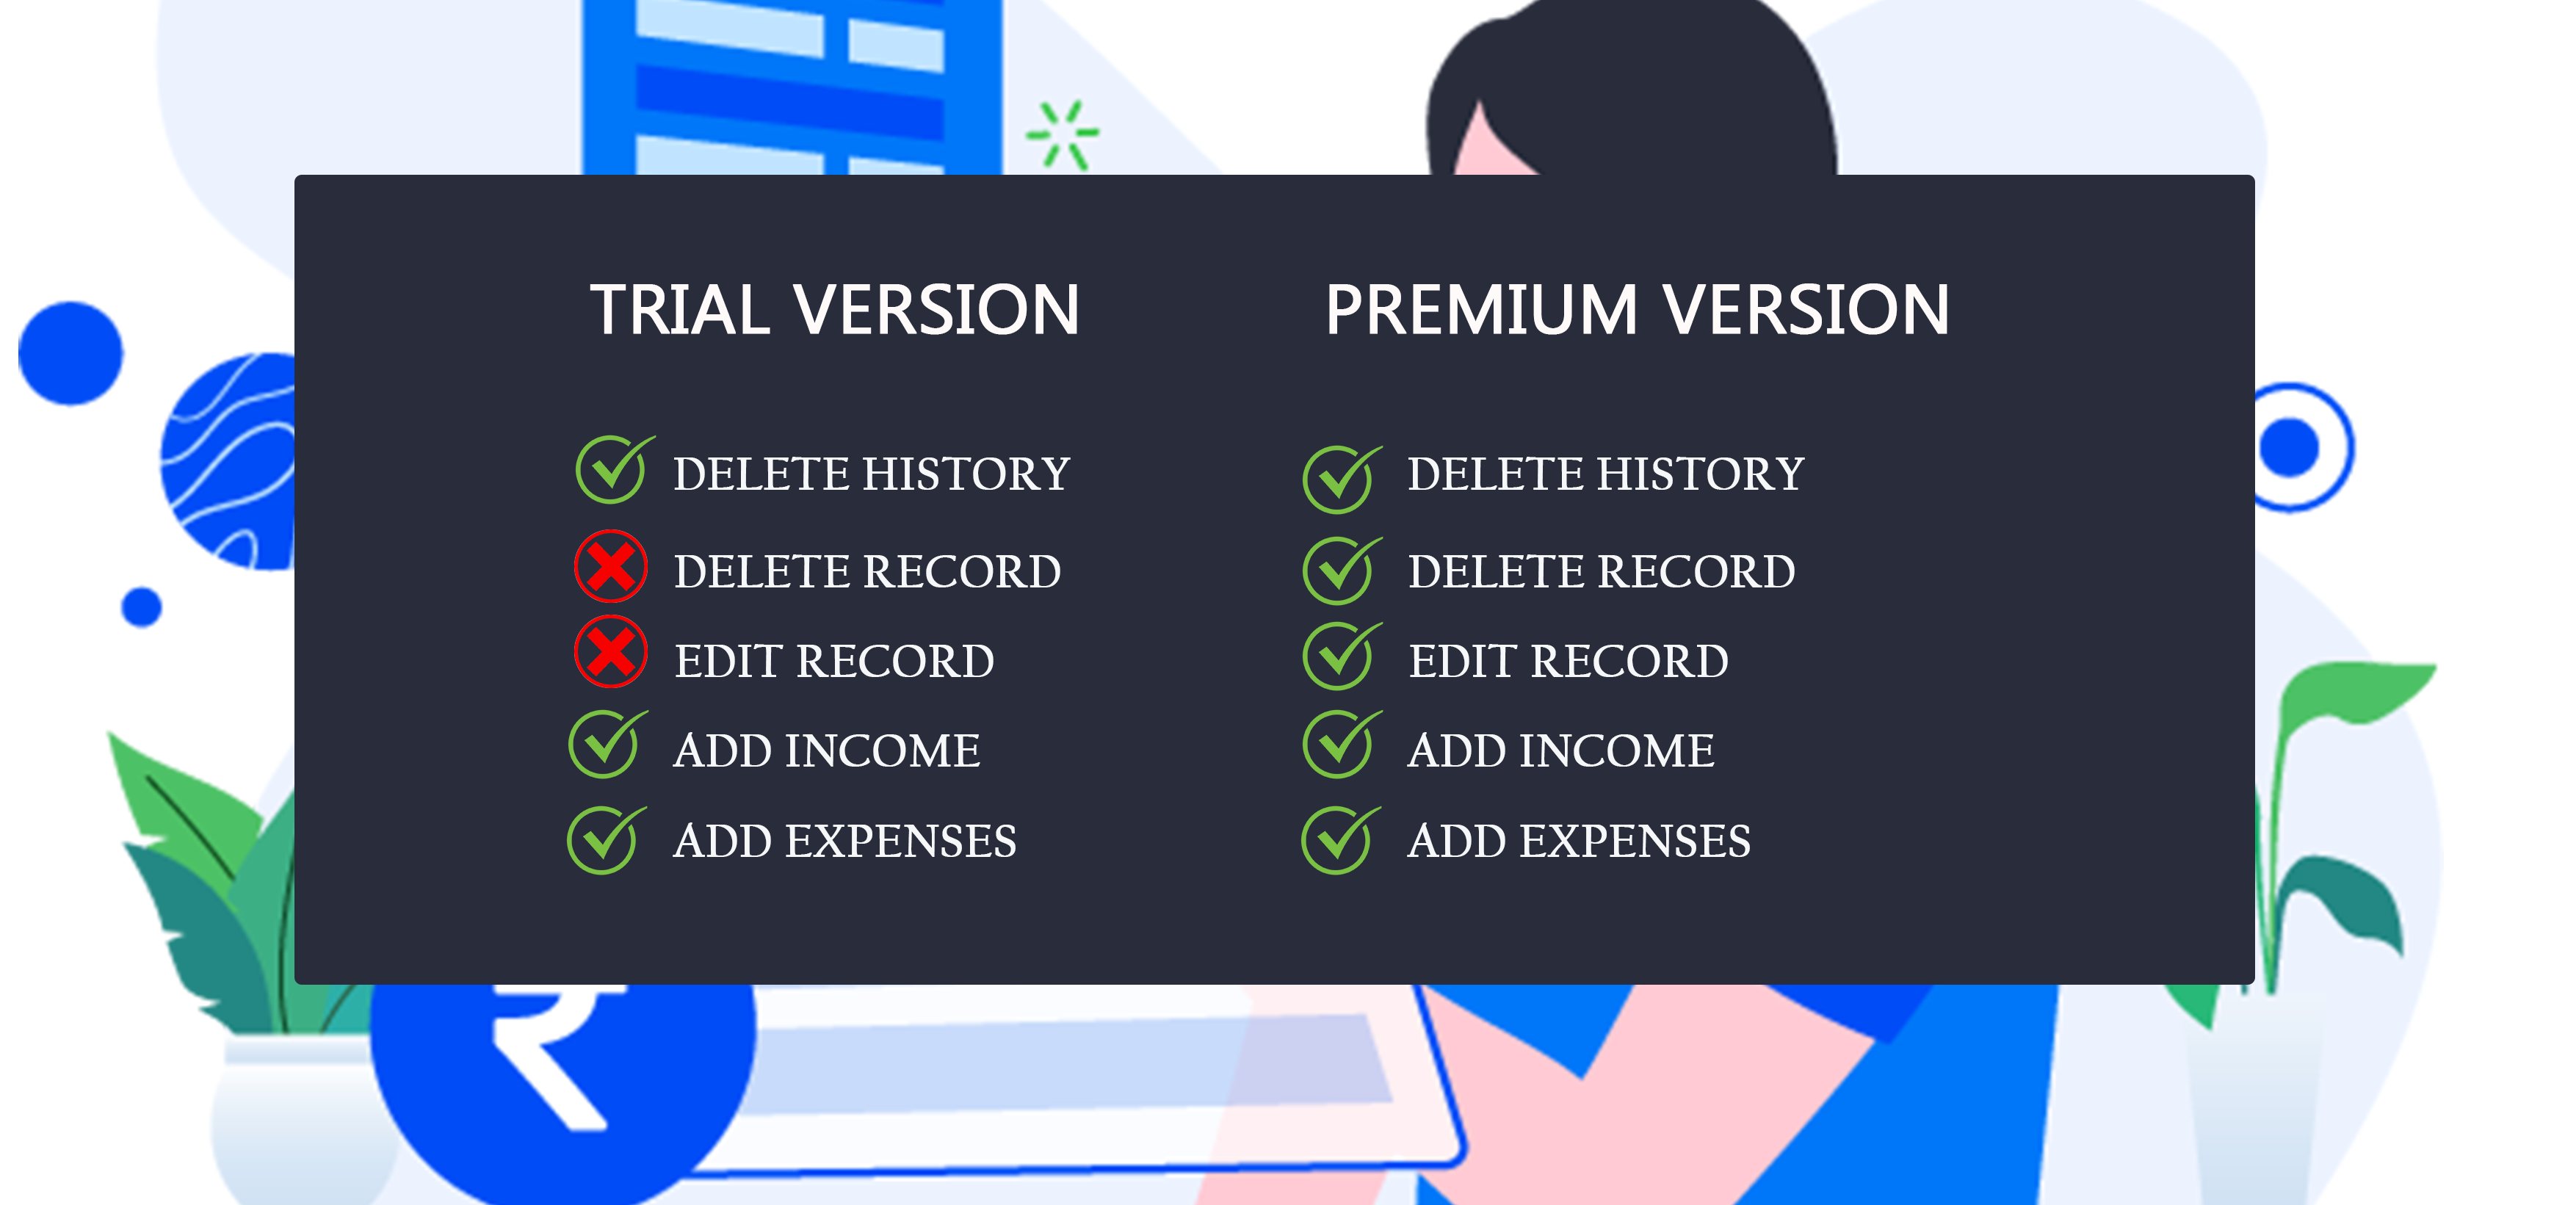 TRIAL VERSION
DELETE HISTORY
DELETE RECORD
EDIT RECORD
ADD INCOME
ADD EXPENSES
PREMIUM VERSION
DELETE HISTORY
DELETE RECORD
EDIT RECORD
ADD INCOME
ADD EXPENSES
₹